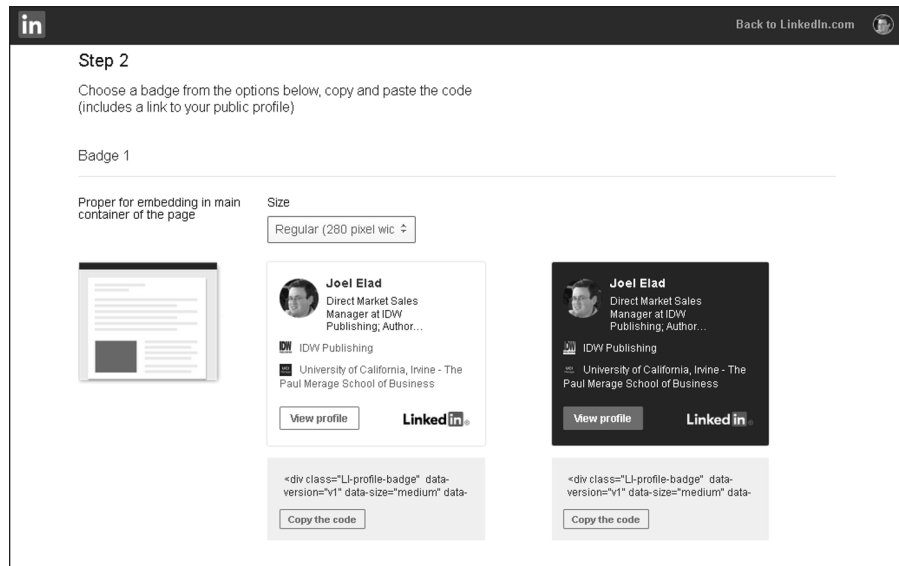 in
Back to LinkedIn.com
Step 2
Choose a badge from the options below, copy and paste the code
(includes a link to your public profile)
Badge 1
Proper for embedding in main
container of the page
Size
Regular (280 pixel wic
Joel Elad
Direct Market Sales
Manager at IDW
Publishing; Author...
IDW IDW Publishing
University of California, Irvine - The
Paul Merage School of Business
View profile
Linked in
<div class="LI-profile-badge" data-
version="v1" data-size="medium" data-
Copy the code
Joel Elad
Direct Market Sales
Manager at IDW
Publishing; Author...
IDW IDW Publishing
University of California, Irvine - The
Paul Merage School of Business
View profile
Linked in
<div class="LI-profile-badge" data-
version="v1" data-size="medium" data-
Copy the code